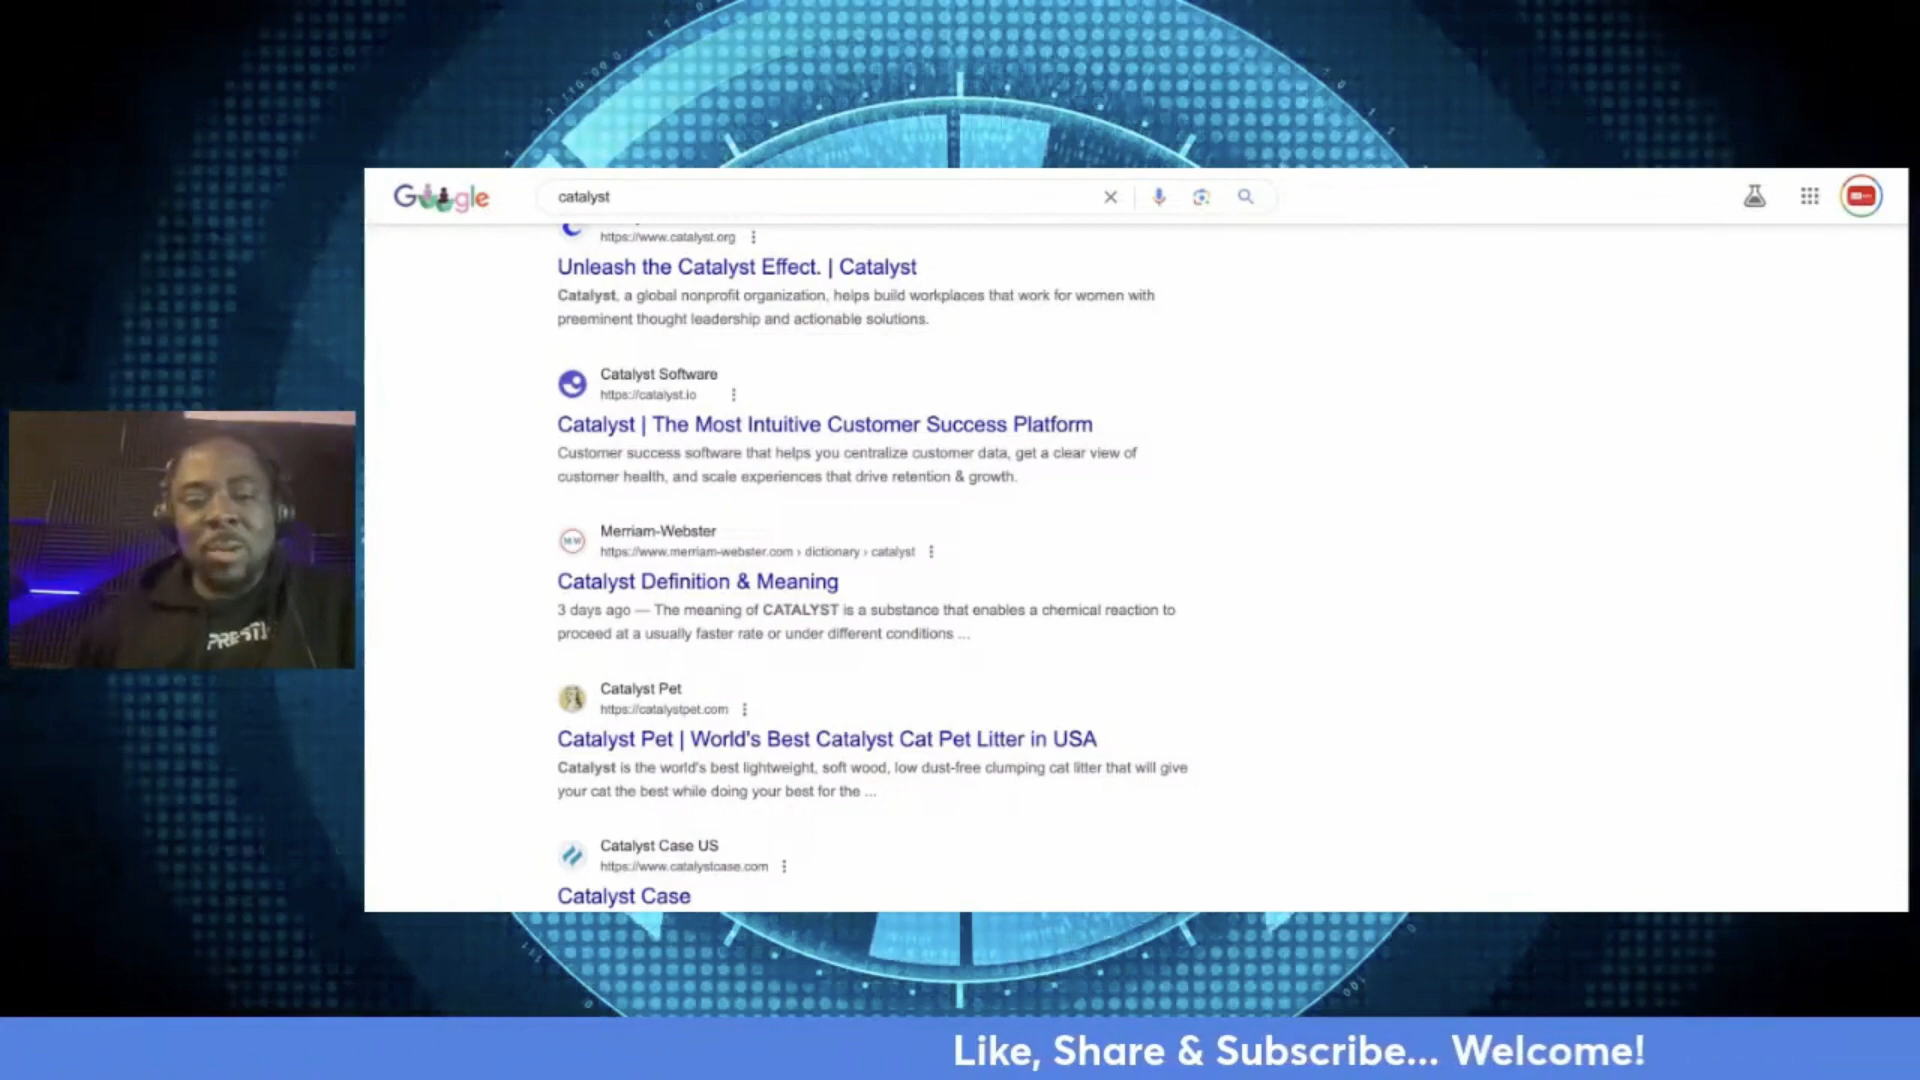 Google
catalyst
https://www.catalyst.org
Unleash the Catalyst Effect. | Catalyst
Catalyst, a global nonprofit organization, helps build workplaces that work for women with
preeminent thought leadership and actionable solutions.
Catalyst Software
https://catalyst.io
Catalyst | The Most Intuitive Customer Success Platform
Customer success software that helps you centralize customer data, get a clear view of
customer health, and scale experiences that drive retention & growth.
Merriam-Webster
https://www.merriam-webster.com › dictionary › catalyst
Catalyst Definition & Meaning
3 days ago — The meaning of CATALYST is a substance that enables a chemical reaction to
proceed at a usually faster rate or under different conditions ...
Catalyst Pet
https://catalystpet.com
Catalyst Pet | World's Best Catalyst Cat Pet Litter in USA
Catalyst is the world's best lightweight, soft wood, low dust-free clumping cat litter that will give
your cat the best while doing your best for the ...
Catalyst Case US
https://www.catalystcase.com
Catalyst Case
Like, Share & Subscribe... Welcome!